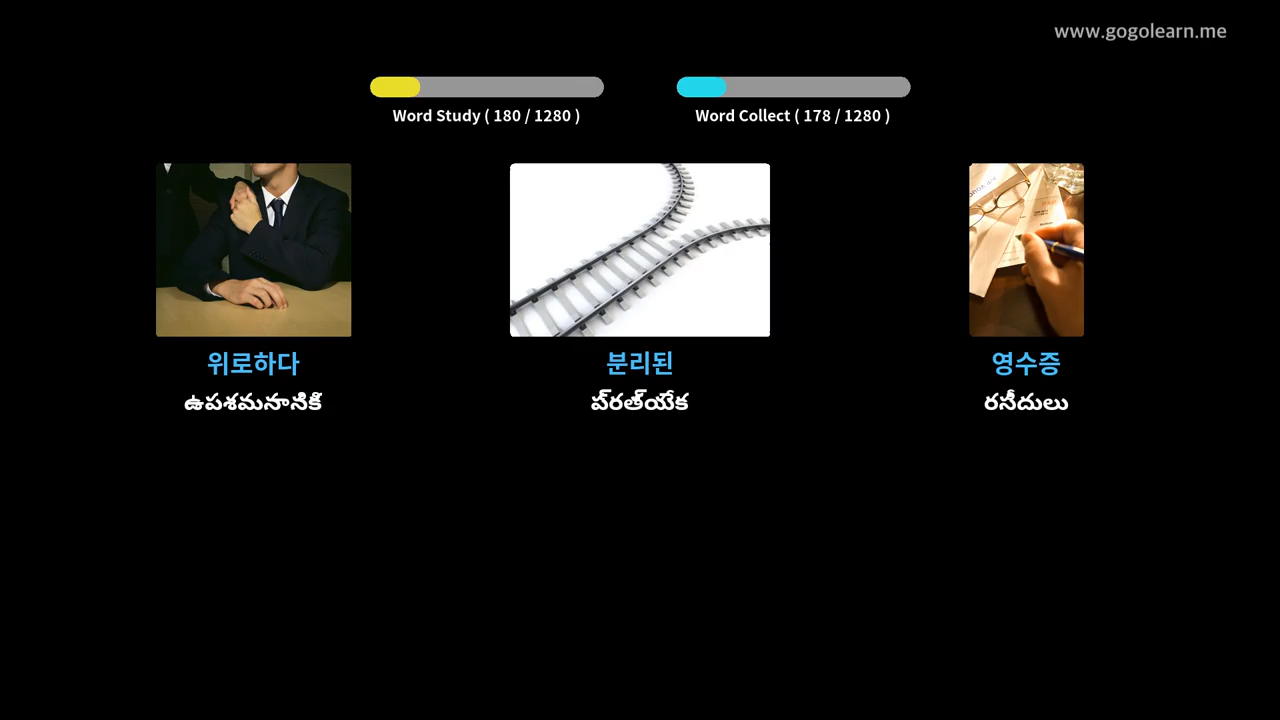 www.gogolearn.me
Word Study ( 180 / 1280 )
Word Collect ( 178 / 1280 )
위로하다
분리된
영수증
ఉపశమనానికి
ప్రత్యేక
రసీదులు